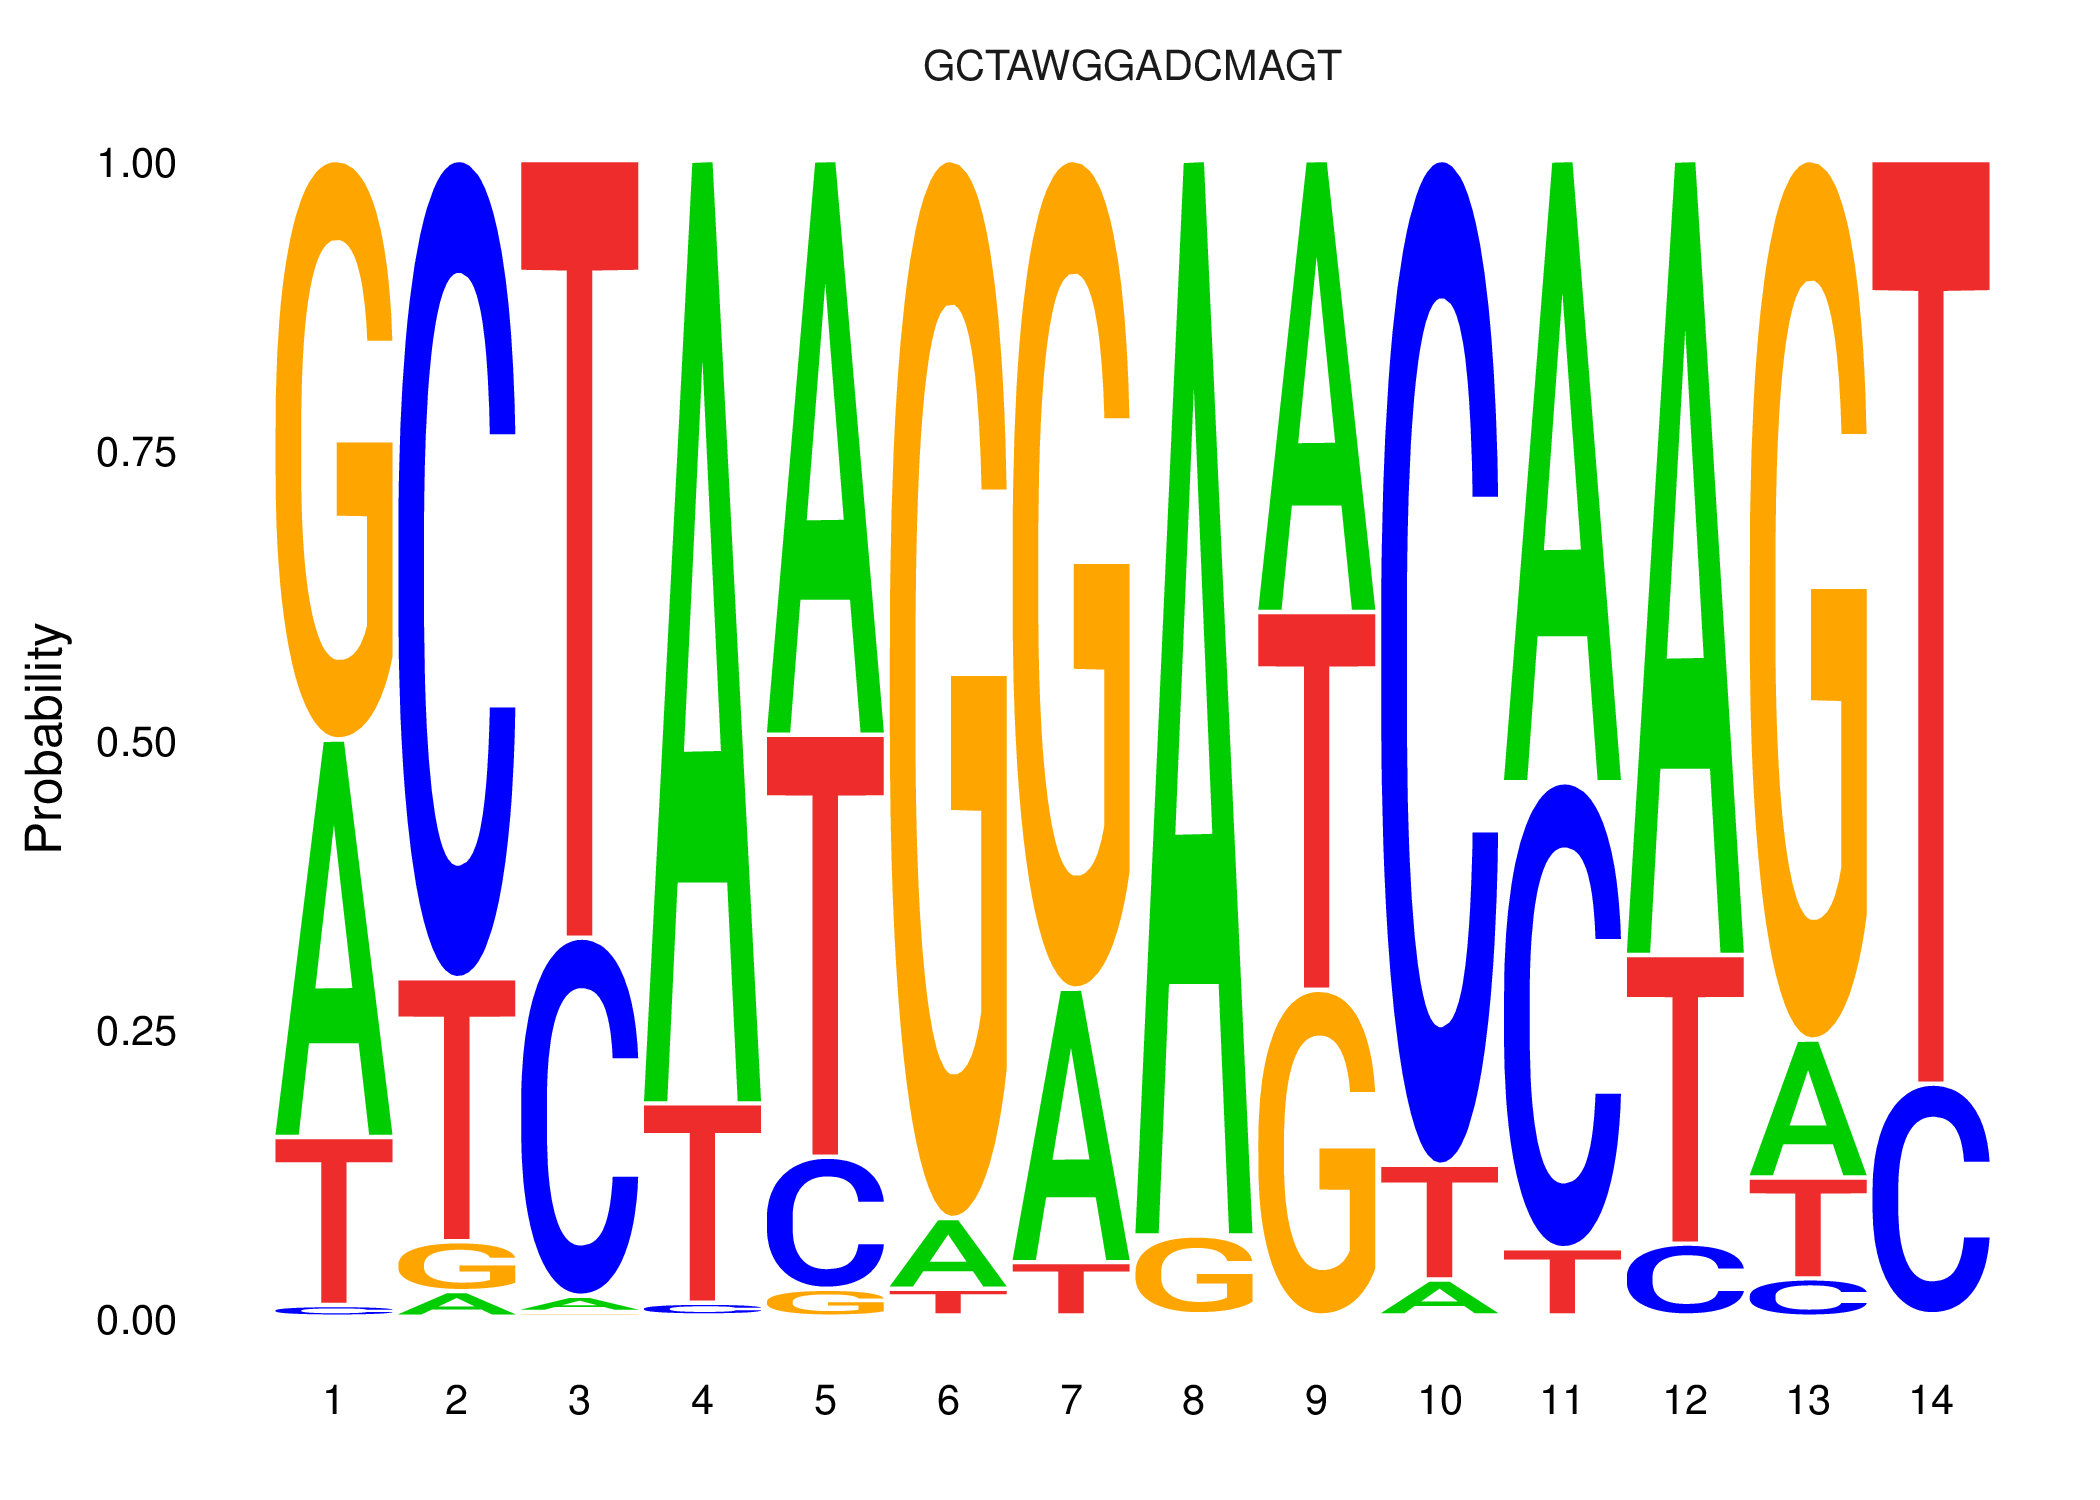 GCTAWGGADCMAGT
1.00
0.75
0.50
0.25
0.00
Probability
G C T A A G G A A C A A G T
A T C T T A A G T T C T A C
T G A C C T T G A T C T
C A G C
1 2 3 4 5 6 7 8 9 10 11 12 13 14